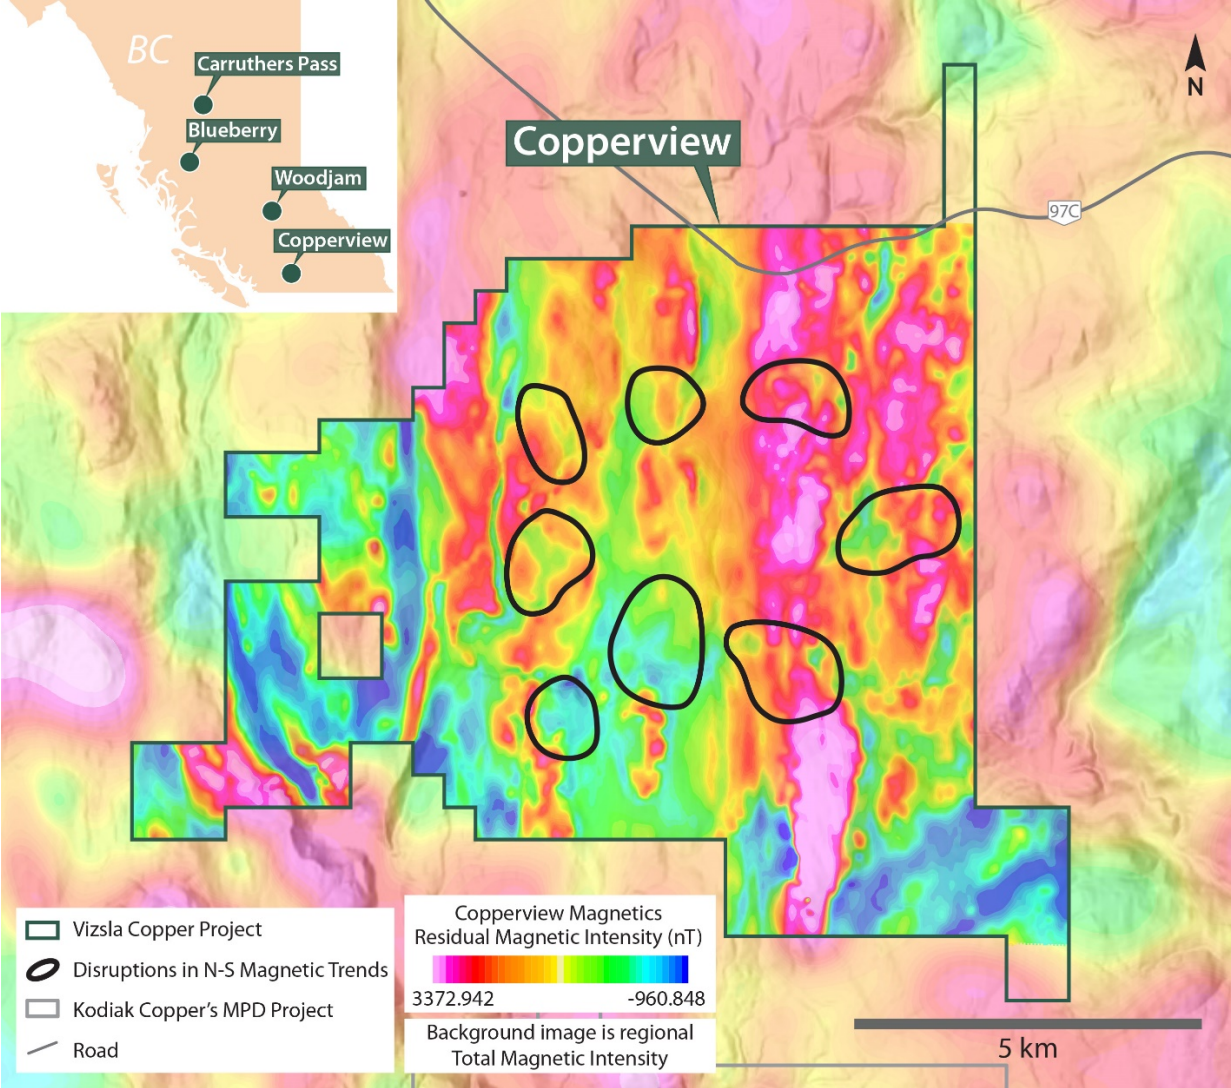 BC
Carruthers Pass
Blueberry
Woodjam
Copperview
Copperview
N
97C
Vizsla Copper Project
Disruptions in N-S Magnetic Trends
Kodiak Copper's MPD Project
Road
Copperview Magnetics
Residual Magnetic Intensity (nT)
3372.942 -960.848
Background image is regional
Total Magnetic Intensity
5 km